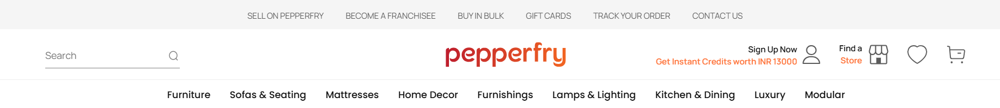 SELL ON PEPPERFRY BECOME A FRANCHISEE BUY IN BULK GIFT CARDS TRACK YOUR ORDER CONTACT US
Search
pepperfry
Sign Up Now
Get Instant Credits worth INR 13000
Find a
Store
Furniture Sofas & Seating Mattresses Home Decor Furnishings Lamps & Lighting Kitchen & Dining Luxury Modular